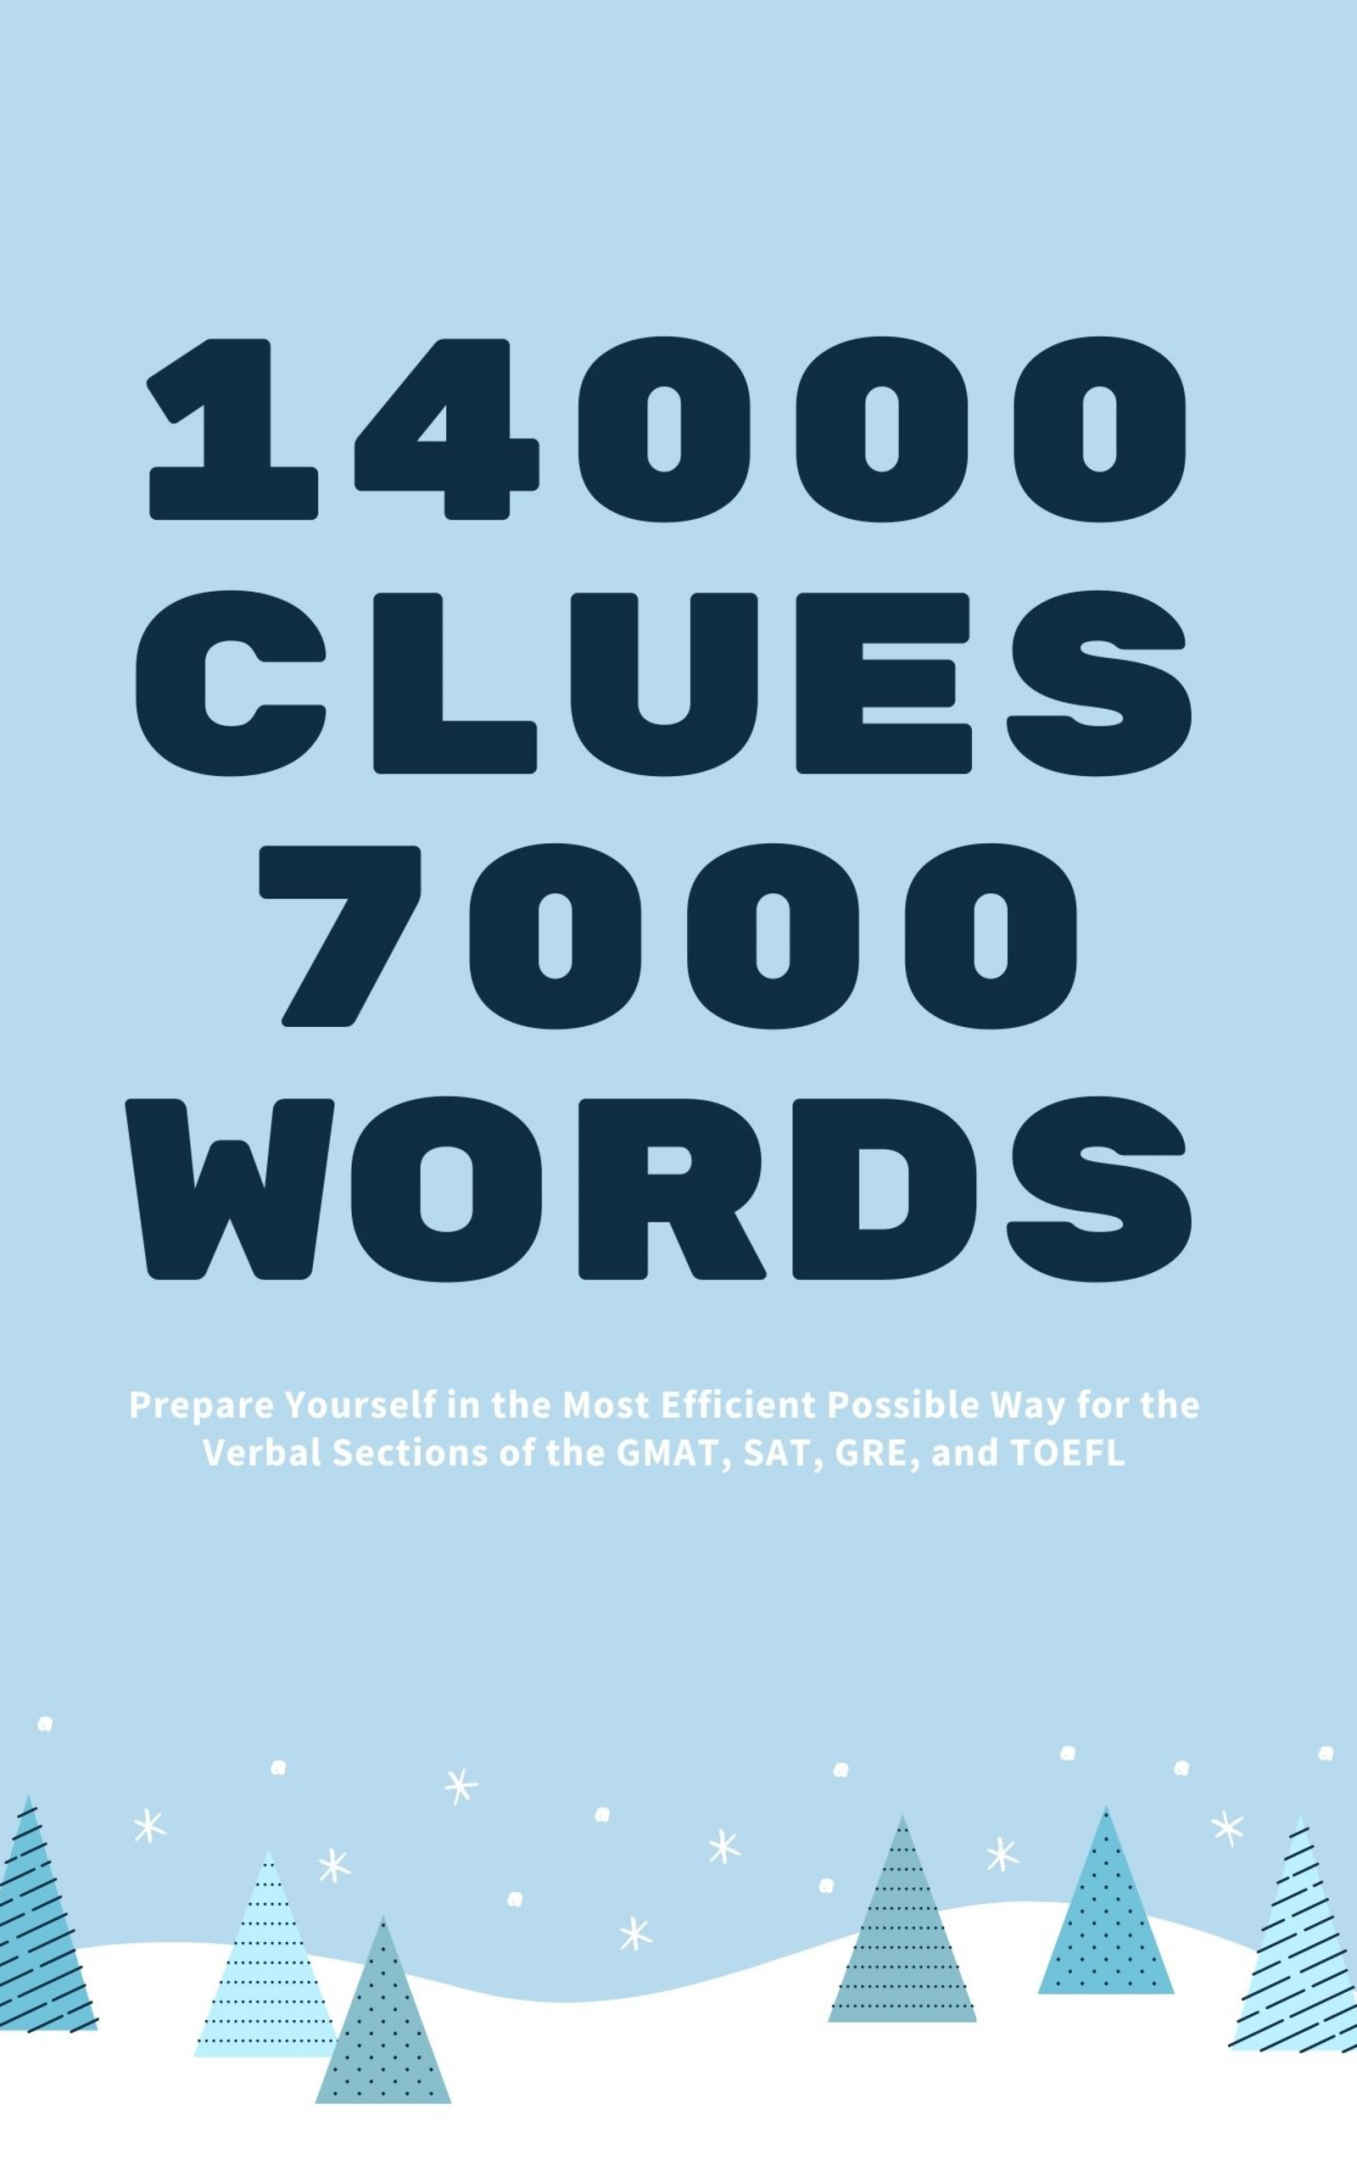 14000
CLUES
7000
WORDS
Prepare Yourself in the Most Efficient Possible Way for the
Verbal Sections of the GMAT, SAT, GRE, and TOEFL